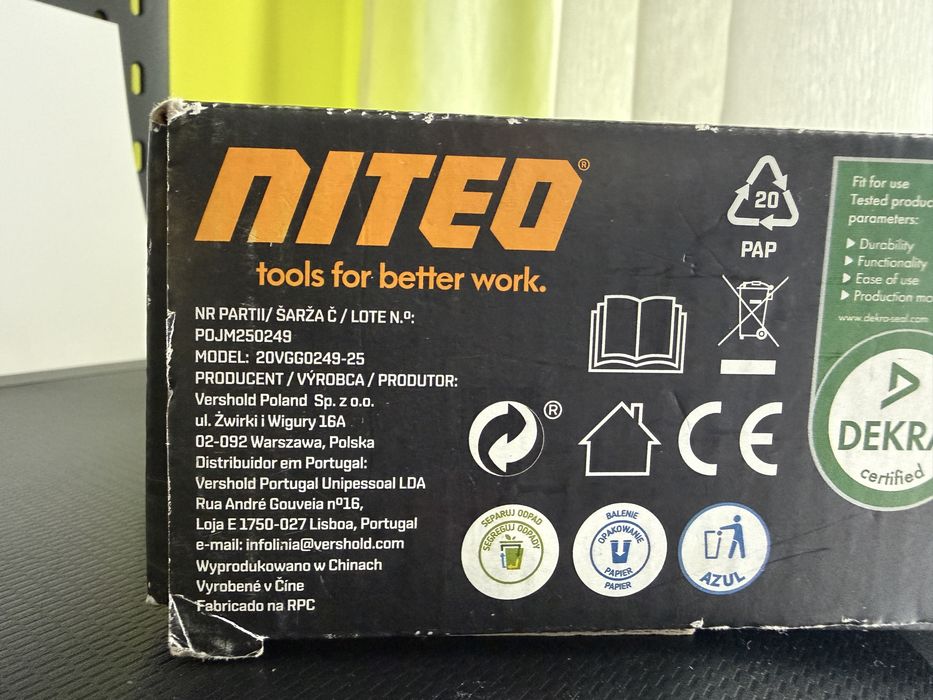 NITEO®
tools for better work.
NR PARTII/ ŠARŽA Č / LOTE N.º:
POJM250249
MODEL: 20VGG0249-25
PRODUCENT / VÝROBCA / PRODUTOR:
Vershold Poland Sp. z o.o.
ul. Żwirki i Wigury 16A
02-092 Warszawa, Polska
Distribuidor em Portugal:
Vershold Portugal Unipessoal LDA
Rua André Gouveia nº16,
Loja E 1750-027 Lisboa, Portugal
e-mail: infolinia@vershold.com
Wyprodukowano w Chinach
Vyrobené v Číne
Fabricado na RPC
20
PAP
®
CE
SEPARUJ ODPAD
SEGREGUJ ODPADY
BALENIE
OPAKOWANIE
PAPIER
PAPIER
AZUL
Fit for use
Tested
parameters:
Durability
Functionality
Ease of use
Production
www.dekra-seal.com
DEKRA
certified